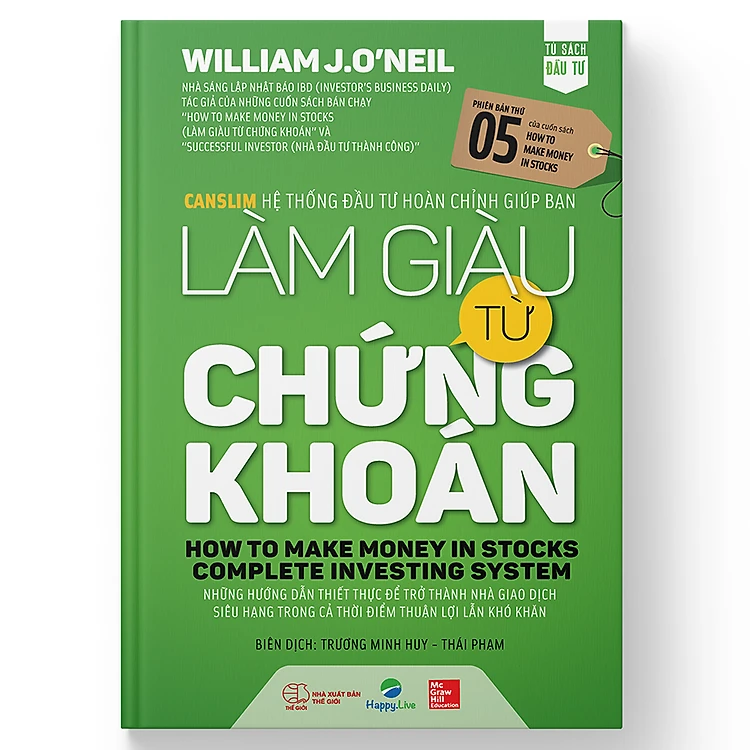 WILLIAM J.O'NEIL
TỦ SÁCH
ĐẦU TƯ
NHÀ SÁNG LẬP NHẬT BÁO IBD (INVESTOR'S BUSINESS DAILY)
TÁC GIẢ CỦA NHỮNG CUỐN SÁCH BÁN CHẠY
"HOW TO MAKE MONEY IN STOCKS
(LÀM GIÀU TỪ CHỨNG KHOÁN" VÀ
"SUCCESSFUL INVESTOR (NHÀ ĐẦU TƯ THÀNH CÔNG)"
PHIÊN BẢN THỨ
05
của cuốn sách
HOW TO
MAKE MONEY
IN STOCKS
CANSLIM HỆ THỐNG ĐẦU TƯ HOÀN CHỈNH GIÚP BẠN
LÀM GIÀU
TỪ
CHỨNG
KHOÁN
HOW TO MAKE MONEY IN STOCKS
COMPLETE INVESTING SYSTEM
NHỮNG HƯỚNG DẪN THIẾT THỰC ĐỂ TRỞ THÀNH NHÀ GIAO DỊCH
SIÊU HẠNG TRONG CẢ THỜI ĐIỂM THUẬN LỢI LẪN KHÓ KHĂN
BIÊN DỊCH: TRƯƠNG MINH HUY - THÁI PHẠM
THẾ GIỚI
NHÀ XUẤT BẢN
THẾ GIỚI
Happy.Live
Mc
Graw
Hill
Education